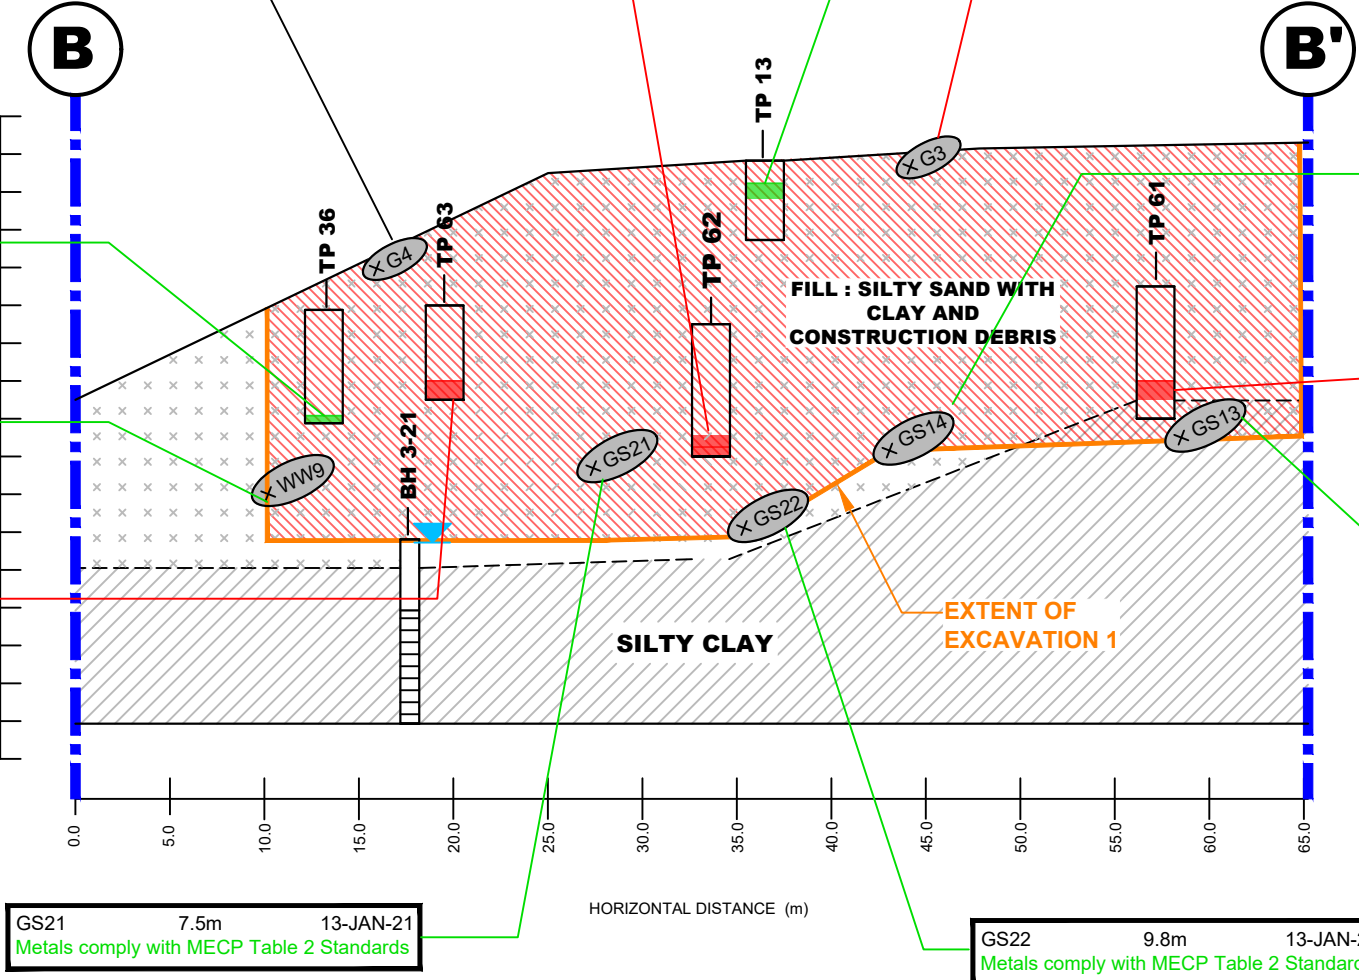 B
B'
TP 13
G3
TP 61
TP 36
TP 63
G4
TP 62
FILL : SILTY SAND WITH
CLAY AND
CONSTRUCTION DEBRIS
BH 3-21
GS21
GS14
GS13
WW9
GS22
EXTENT OF
EXCAVATION 1
SILTY CLAY
0.0
5.0
10.0
15.0
20.0
25.0
30.0
35.0
40.0
45.0
50.0
55.0
60.0
65.0
HORIZONTAL DISTANCE (m)
GS21 7.5m 13-JAN-21
Metals comply with MECP Table 2 Standards
GS22 9.8m 13-JAN-
Metals comply with MECP Table 2 Standard